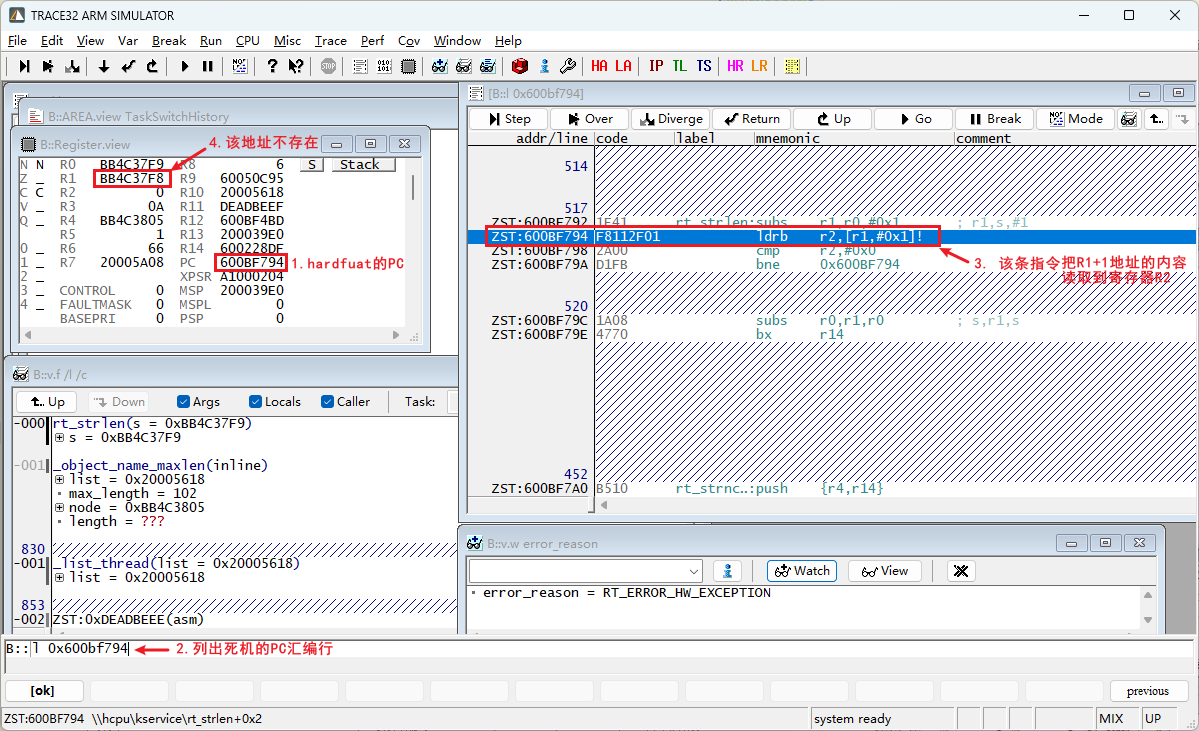 TRACE32 ARM SIMULATOR
File Edit View Var Break Run CPU Misc Trace Perf Cov Window Help
STOP HA LA IP TL TS HR LR
B::AREA.view TaskSwitchHistory
B::Register.view
4. 该地址不存在
N N R0 BB4C37F9 R8 6 S Stack
Z _ R1 BB4C37F8 R9 60050C95
C C R2 0 R10 20005618
V _ R3 0A R11 DEADBEEF
Q _ R4 BB4C3805 R12 600BF4BD
R5 1 R13 200039E0
0 _ R6 66 R14 600228DF
1 _ R7 20005A08 PC 600BF794
2 _ XPSR A1000204
3 _ CONTROL 0 MSP 200039E0
4 _ FAULTMASK 0 MSPL 0
BASEPRI 0 PSP 0
1.hardfuat的PC
B::v.f /l /c
Up Down Args Locals Caller Task:
-000 rt_strlen(s = 0xBB4C37F9)
s = 0xBB4C37F9
-001 _object_name_maxlen(inline)
list = 0x20005618
max_length = 102
node = 0xBB4C3805
length = ???
830
-001 _list_thread(list = 0x20005618)
list = 0x20005618
853
-002 ZST:0xDEADBEEE(asm)
[B::l 0x600bf794]
Step Over Diverge Return Up Go Break Mode
addr/line code label mnemonic comment
514
517
ZST:600BF792 1E41 rt_strlen:subs r1,r0,#0x1 ; r1,s,#1
ZST:600BF794 F8112F01 ldrb r2,[r1,#0x1]!
ZST:600BF798 2A00 cmp r2,#0x0
ZST:600BF79A D1FB bne 0x600BF794
3. 该条指令把R1+1地址的内容
读取到寄存器R2
520
ZST:600BF79C 1A08 subs r0,r1,r0 ; s,r1,s
ZST:600BF79E 4770 bx r14
452
ZST:600BF7A0 B510 rt_strnc..:push {r4,r14}
B::v.w error_reason
Watch View
error_reason = RT_ERROR_HW_EXCEPTION
B::l 0x600bf794
2.列出死机的PC汇编行
[ok] previous
ZST:600BF794 \\hcpu\kservice\rt_strlen+0x2 system ready MIX UP